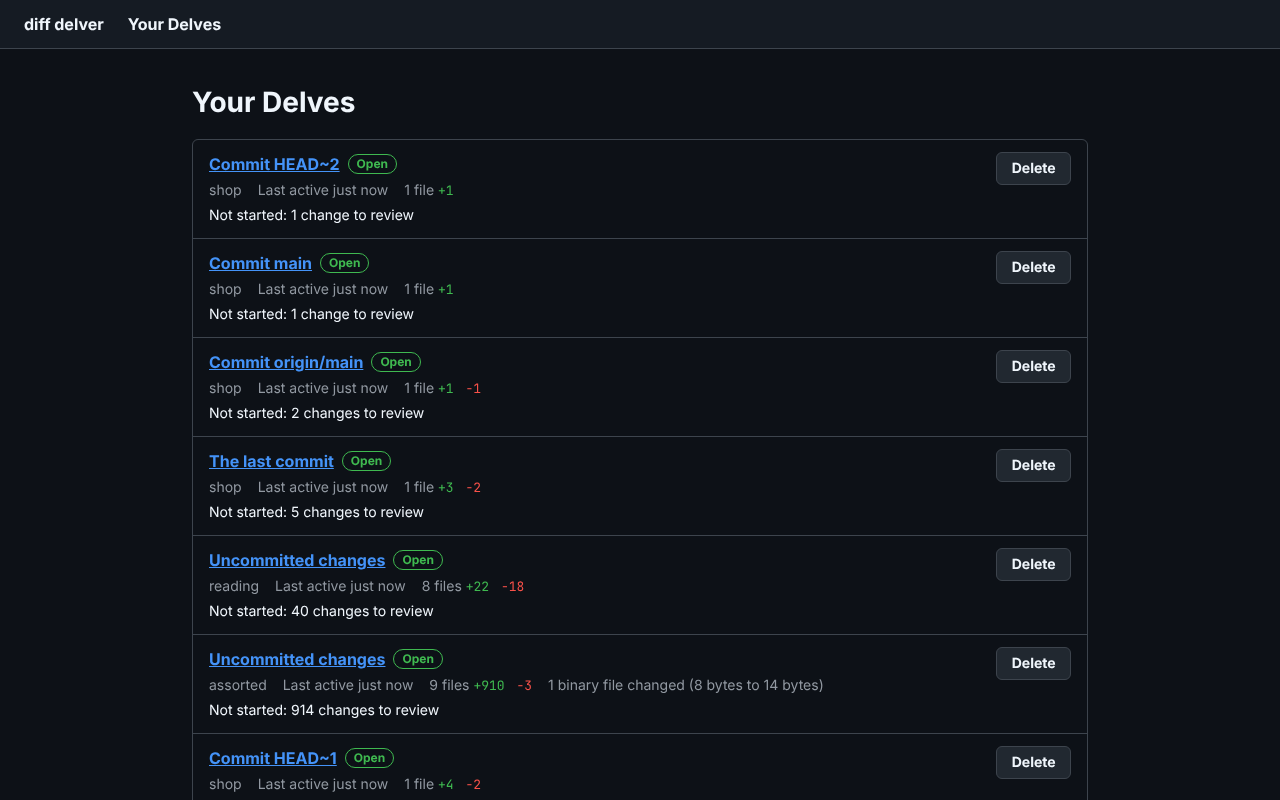 diff delver Your Delves
Your Delves
Commit HEAD~2 Open Delete
shop Last active just now 1 file +1
Not started: 1 change to review
Commit main Open Delete
shop Last active just now 1 file +1
Not started: 1 change to review
Commit origin/main Open Delete
shop Last active just now 1 file +1 -1
Not started: 2 changes to review
The last commit Open Delete
shop Last active just now 1 file +3 -2
Not started: 5 changes to review
Uncommitted changes Open Delete
reading Last active just now 8 files +22 -18
Not started: 40 changes to review
Uncommitted changes Open Delete
assorted Last active just now 9 files +910 -3 1 binary file changed (8 bytes to 14 bytes)
Not started: 914 changes to review
Commit HEAD~1 Open Delete
shop Last active just now 1 file +4 -2